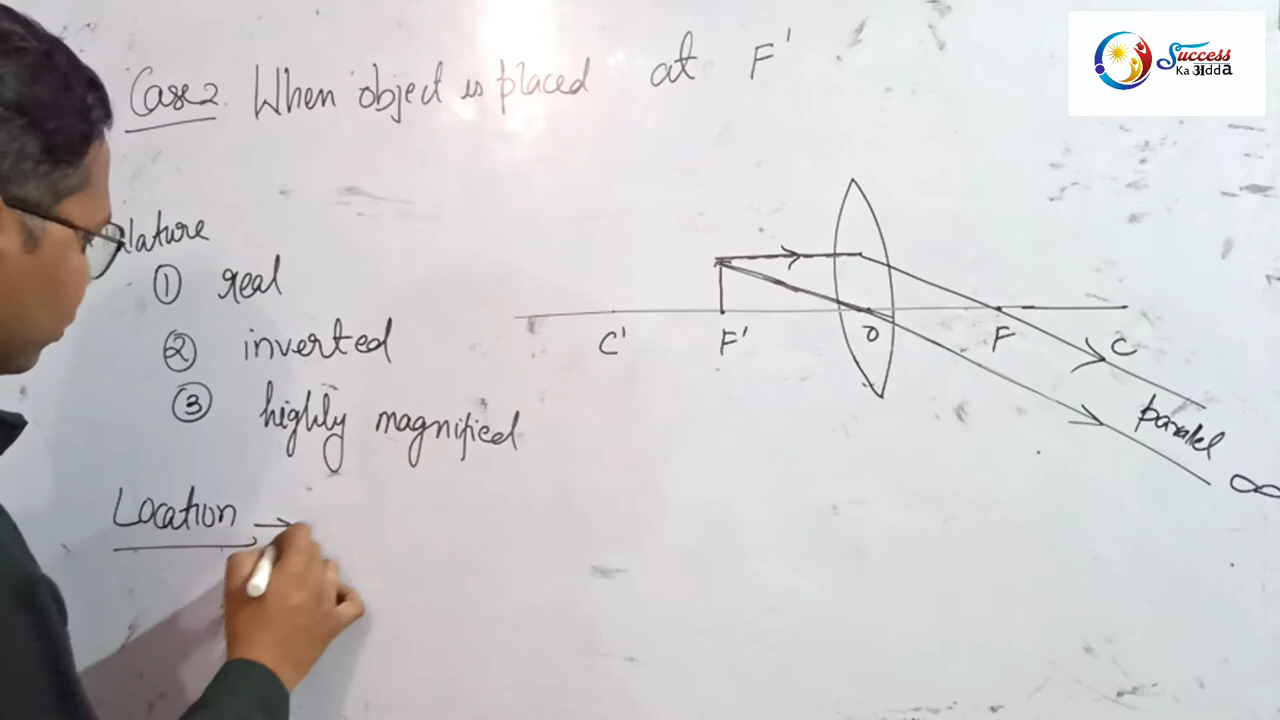 Case 2. When object is placed at F'
Success
Ka अdda
Nature
① real
② inverted
③ highly magnified
Location →
C' F' O F C
parallel
∞